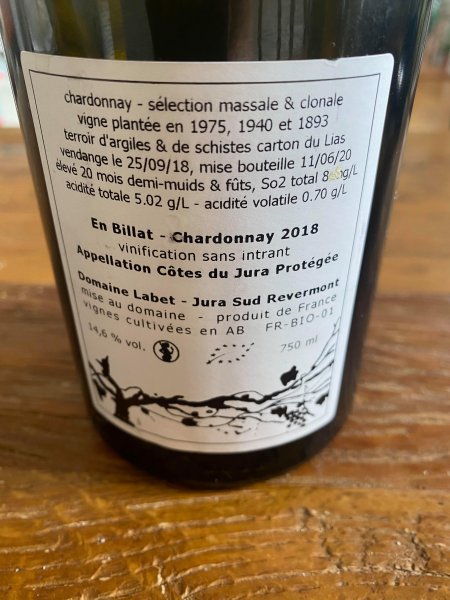 chardonnay - sélection massale & clonale
vigne plantée en 1975, 1940 et 1893
terroir d'argiles & de schistes carton du Lias
vendange le 25/09/18, mise bouteille 11/06/20
élevé 20 mois demi-muids & fûts, So2 total mg/L
acidité totale 5.02 g/L - acidité volatile 0.70 g/L
En Billat - Chardonnay 2018
vinification sans intrant
Appellation Côtes du Jura Protégée
Domaine Labet - Jura Sud Revermont
mise au domaine - produit de France
vignes cultivées en AB FR-BIO-01
14,6 % vol. 750 ml